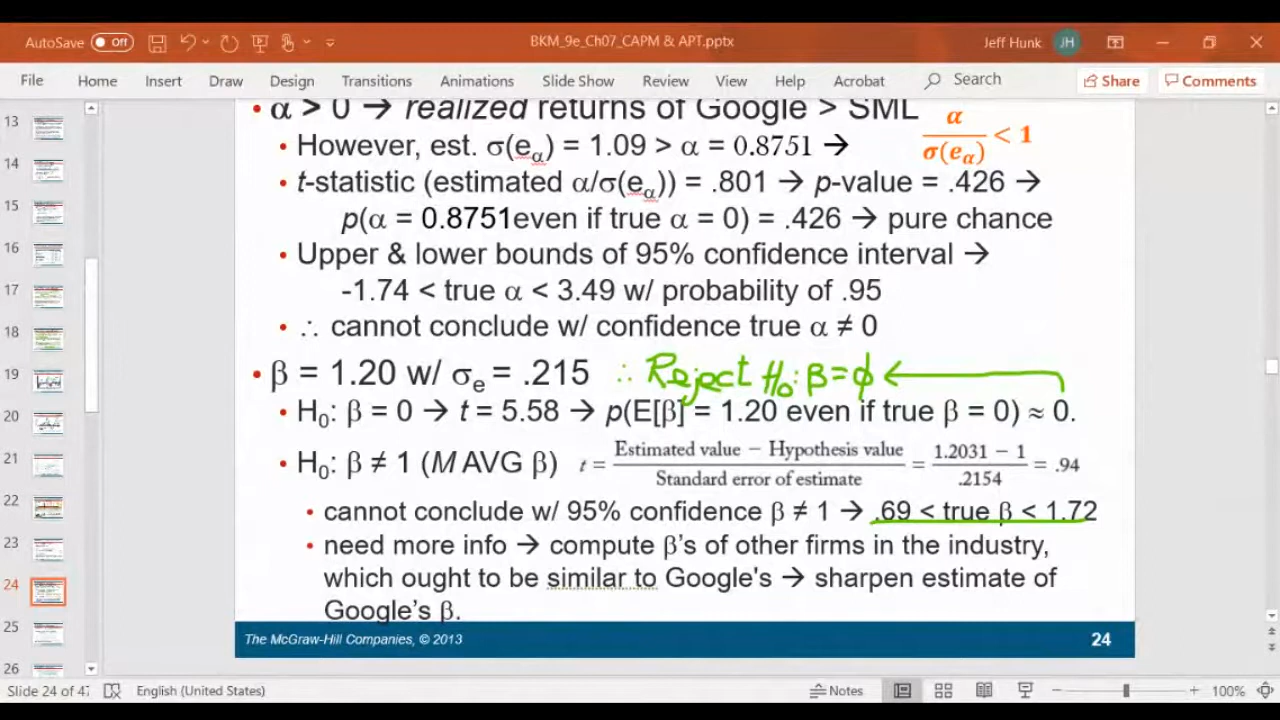 AutoSave Off BKM_9e_Ch07_CAPM & APT.pptx Jeff Hunk JH
File Home Insert Draw Design Transitions Animations Slide Show Review View Help Acrobat Search Share Comments
• α > 0 → realized returns of Google > SML
α/σ(eα) < 1
• However, est. σ(eα) = 1.09 > α = 0.8751 →
• t-statistic (estimated α/σ(eα)) = .801 → p-value = .426 →
p(α = 0.8751even if true α = 0) = .426 → pure chance
• Upper & lower bounds of 95% confidence interval →
-1.74 < true α < 3.49 w/ probability of .95
• ∴ cannot conclude w/ confidence true α ≠ 0
• β = 1.20 w/ σe = .215 ∴ Reject H₀: β = ϕ
• H₀: β = 0 → t = 5.58 → p(E[β] = 1.20 even if true β = 0) ≈ 0.
• H₀: β ≠ 1 (M AVG β) t = Estimated value − Hypothesis value / Standard error of estimate = 1.2031 − 1 / .2154 = .94
• cannot conclude w/ 95% confidence β ≠ 1 → .69 < true β < 1.72
• need more info → compute β's of other firms in the industry,
which ought to be similar to Google's → sharpen estimate of
Google's β.
The McGraw-Hill Companies, © 2013 24
13
14
15
16
17
18
19
20
21
22
23
24
25
26
Slide 24 of 47 English (United States) Notes 100%